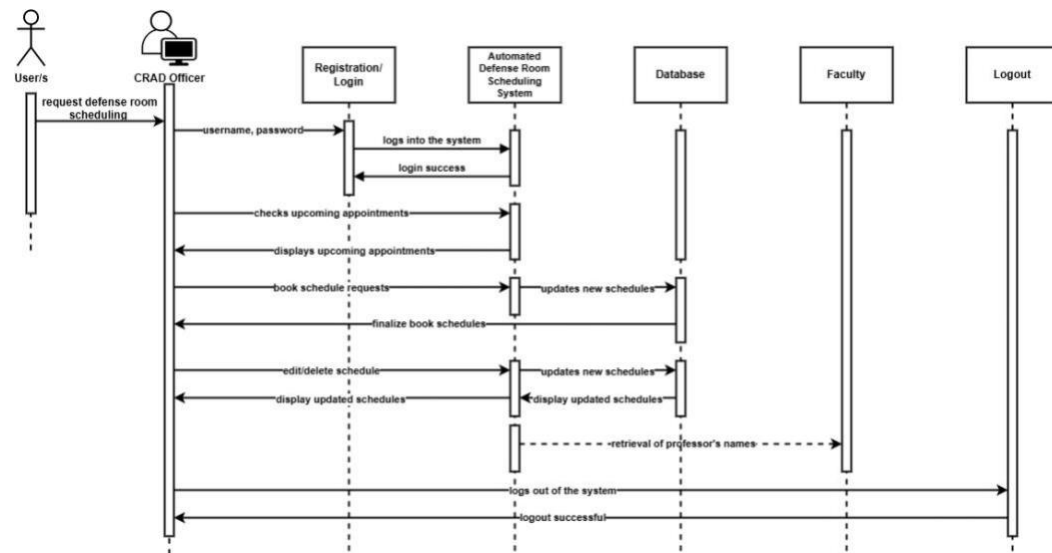 User/s
CRAD Officer
Registration/
Login
Automated
Defense Room
Scheduling
System
Database
Faculty
Logout
request defense room
scheduling
username, password
logs into the system
login success
checks upcoming appointments
displays upcoming appointments
book schedule requests
updates new schedules
finalize book schedules
edit/delete schedule
updates new schedules
display updated schedules
display updated schedules
retrieval of professor's names
logs out of the system
logout successful